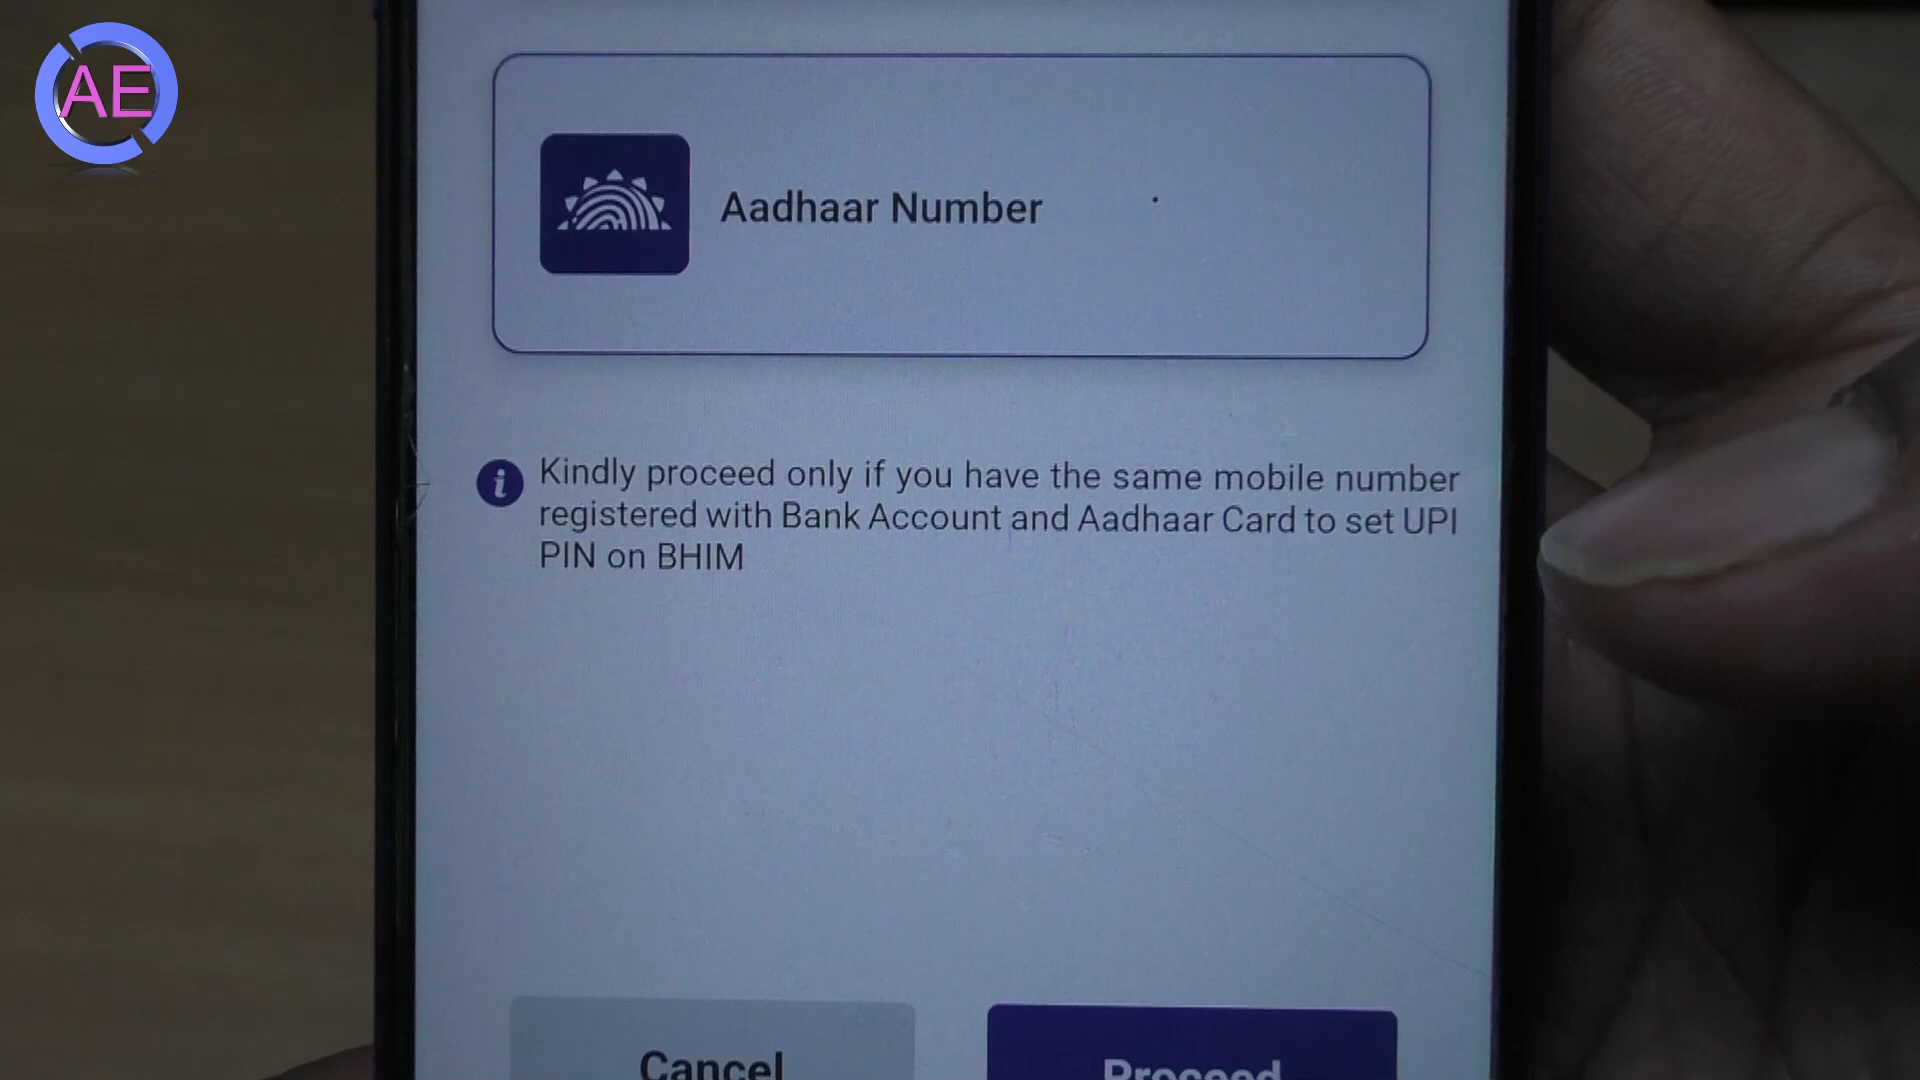 AE
Aadhaar Number
Kindly proceed only if you have the same mobile number
registered with Bank Account and Aadhaar Card to set UPI
PIN on BHIM
Cancel
Proceed